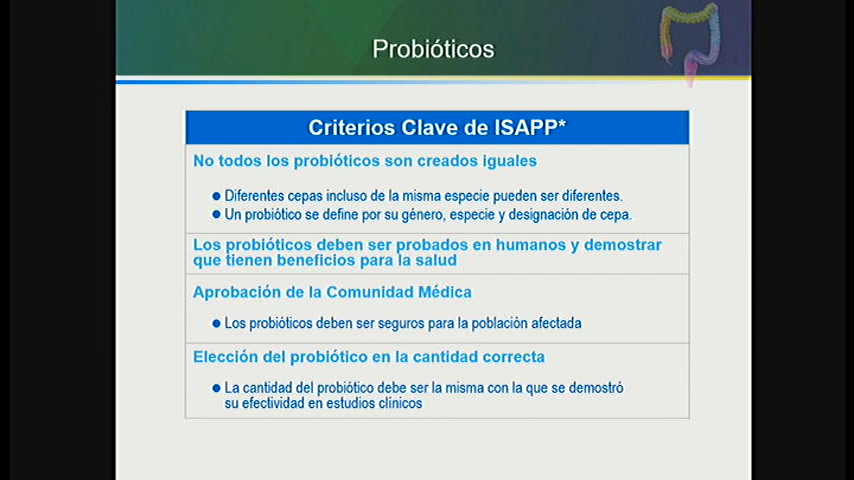 Probióticos
Criterios Clave de ISAPP*
No todos los probióticos son creados iguales
● Diferentes cepas incluso de la misma especie pueden ser diferentes.
● Un probiótico se define por su género, especie y designación de cepa.
Los probióticos deben ser probados en humanos y demostrar
que tienen beneficios para la salud
Aprobación de la Comunidad Médica
● Los probióticos deben ser seguros para la población afectada
Elección del probiótico en la cantidad correcta
● La cantidad del probiótico debe ser la misma con la que se demostró
su efectividad en estudios clínicos